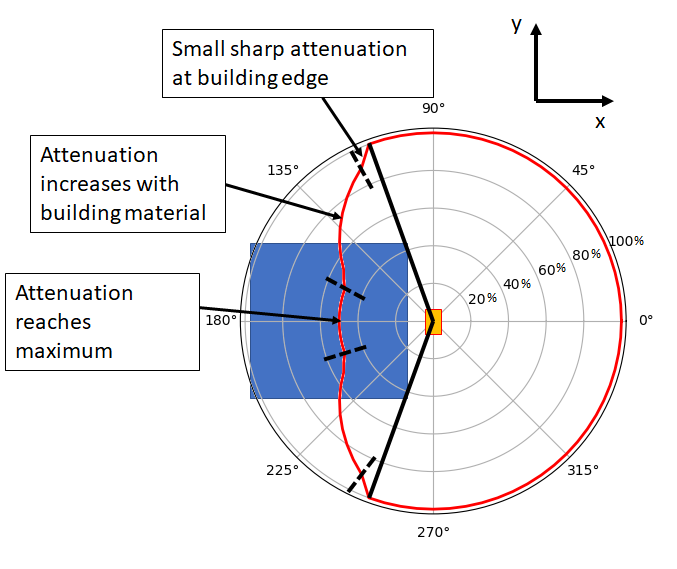 y
Small sharp attenuation
at building edge
x
90°
Attenuation
increases with
building material
135°
45°
100%
80%
60%
40%
20%
Attenuation
reaches
maximum
180°
0°
225°
315°
270°